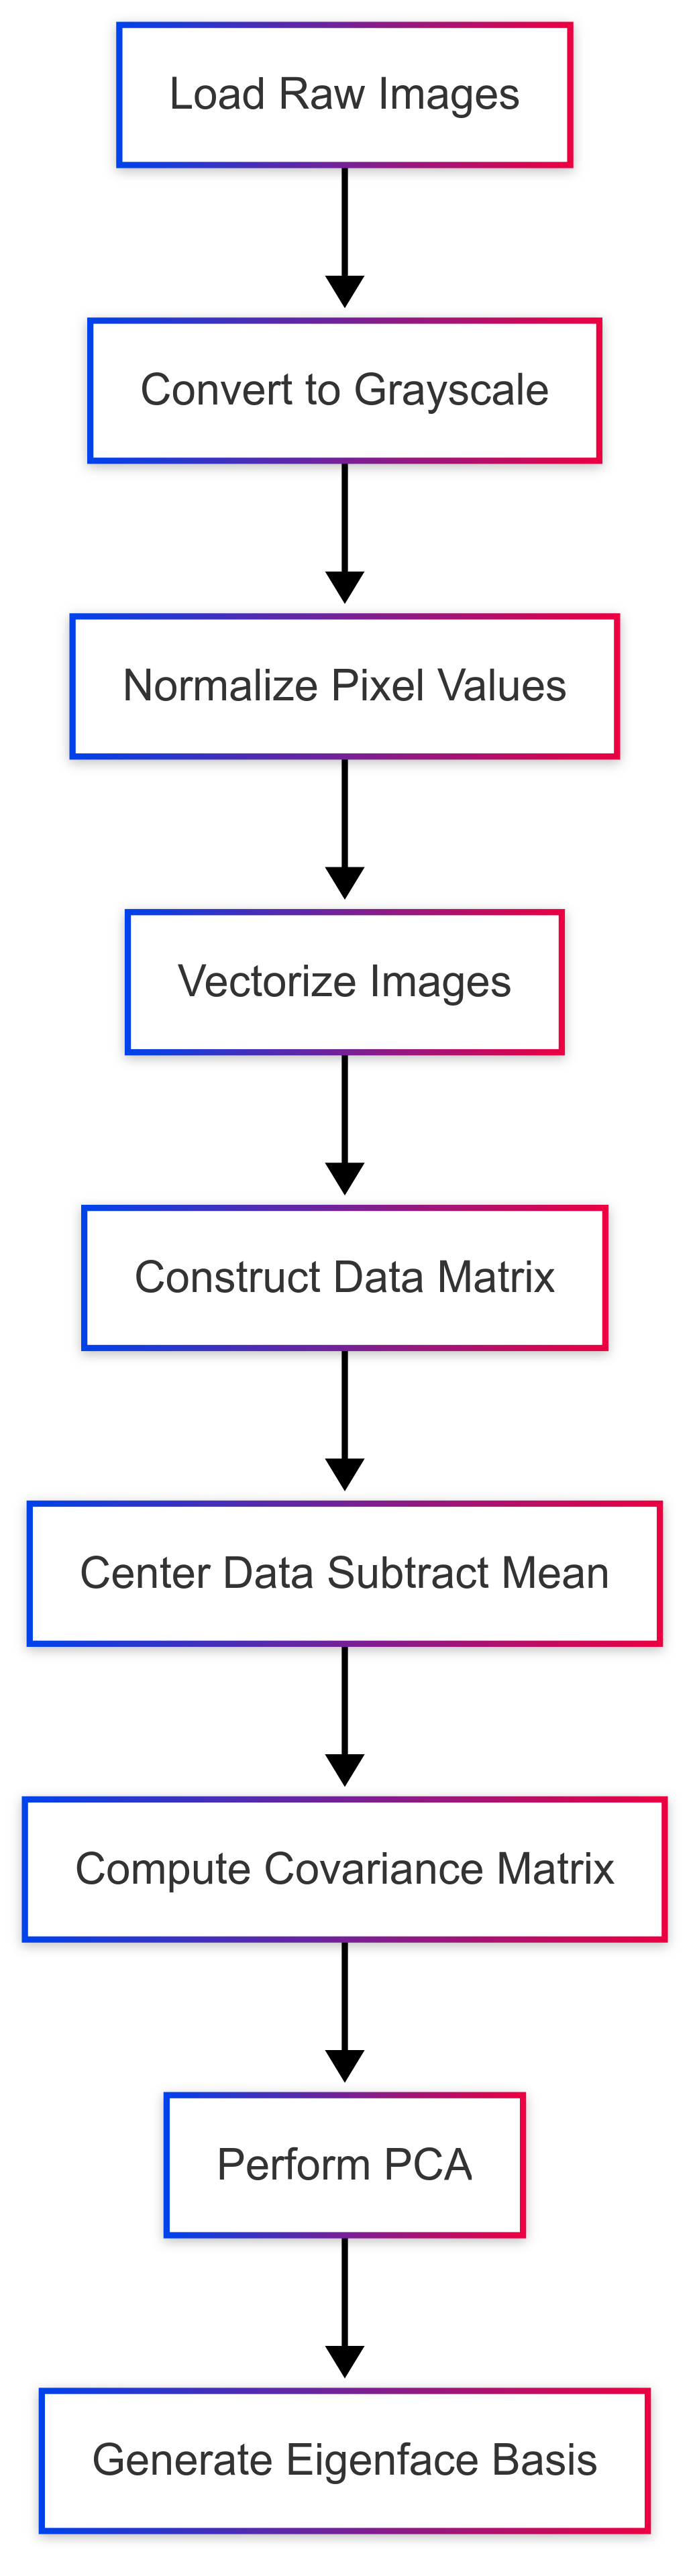 Load Raw Images
Convert to Grayscale
Normalize Pixel Values
Vectorize Images
Construct Data Matrix
Center Data Subtract Mean
Compute Covariance Matrix
Perform PCA
Generate Eigenface Basis